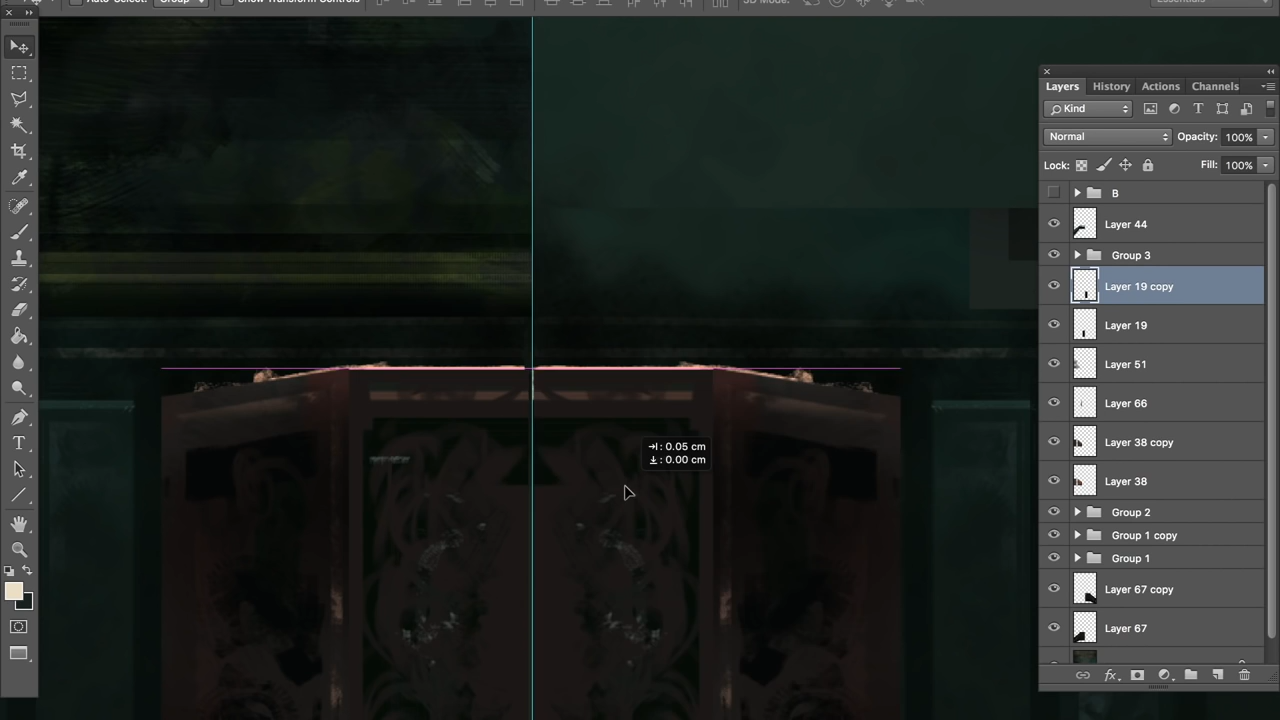 Auto-Select: Group Show Transform Controls 3D Mode: Essentials
Layers History Actions Channels
Kind
Normal Opacity: 100%
Lock: Fill: 100%
B
Layer 44
Group 3
Layer 19 copy
Layer 19
Layer 51
Layer 66
Layer 38 copy
Layer 38
Group 2
Group 1 copy
Group 1
Layer 67 copy
Layer 67
: 0.05 cm
: 0.00 cm
T
T
fx